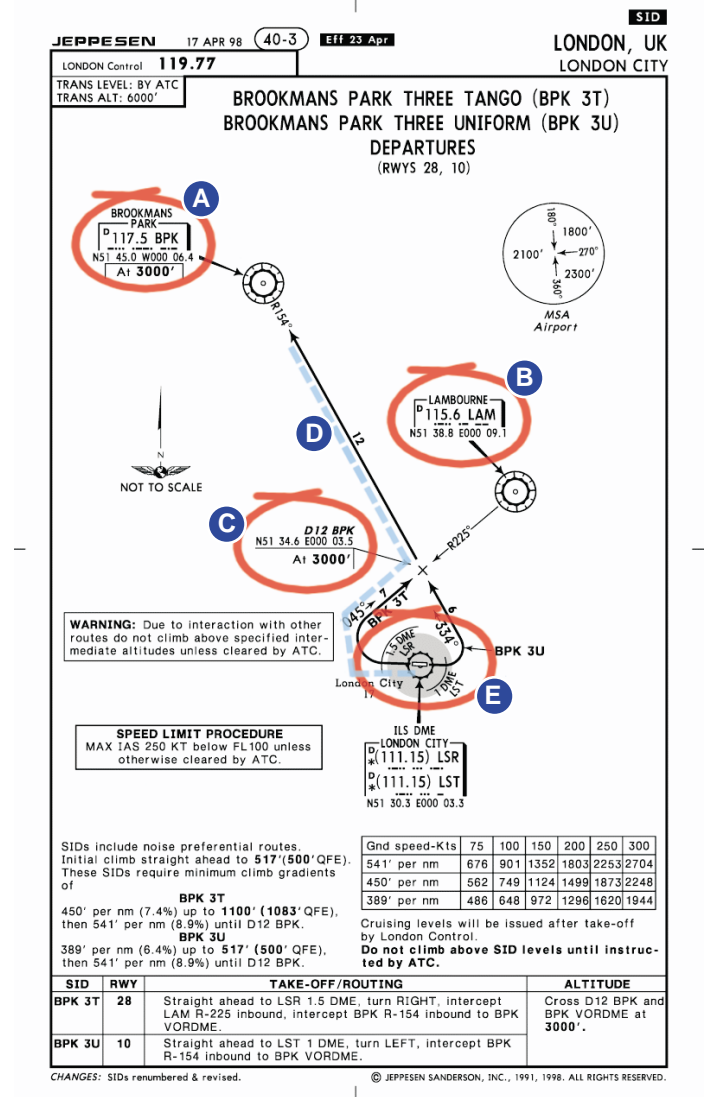 SID
JEPPESEN 17 APR 98 40-3 Eff 23 Apr
LONDON, UK
LONDON Control 119.77
LONDON CITY
TRANS LEVEL: BY ATC
TRANS ALT: 6000'
BROOKMANS PARK THREE TANGO (BPK 3T)
BROOKMANS PARK THREE UNIFORM (BPK 3U)
DEPARTURES
(RWYS 28, 10)
A
BROOKMANS
PARK
D 117.5 BPK
N51 45.0 W000 06.4
At 3000'
R154°
180°
1800'
2100'
270°
2300'
360°
MSA
Airport
B
LAMBOURNE
D 115.6 LAM
N51 38.8 E000 09.1
D
12
N
NOT TO SCALE
C
D12 BPK
N51 34.6 E000 03.5
At 3000'
R225°
045°
7
BPK 3T
6
334°
WARNING: Due to interaction with other
routes do not climb above specified inter-
mediate altitudes unless cleared by ATC.
1.5 DME
LSR
BPK 3U
London City
17
1 DME
LST
E
SPEED LIMIT PROCEDURE
MAX IAS 250 KT below FL100 unless
otherwise cleared by ATC.
ILS DME
LONDON CITY
D * (111.15) LSR
D * (111.15) LST
N51 30.3 E000 03.3
SIDs include noise preferential routes.
Initial climb straight ahead to 517'(500'QFE).
These SIDs require minimum climb gradients
of
BPK 3T
450' per nm (7.4%) up to 1100' (1083' QFE),
then 541' per nm (8.9%) until D12 BPK.
BPK 3U
389' per nm (6.4%) up to 517' (500' QFE),
then 541' per nm (8.9%) until D12 BPK.
Gnd speed-Kts 75 100 150 200 250 300
541' per nm 676 901 1352 1803 2253 2704
450' per nm 562 749 1124 1499 1873 2248
389' per nm 486 648 972 1296 1620 1944
Cruising levels will be issued after take-off
by London Control.
Do not climb above SID levels until instruc-
ted by ATC.
SID RWY TAKE-OFF/ROUTING ALTITUDE
BPK 3T 28 Straight ahead to LSR 1.5 DME, turn RIGHT, intercept
LAM R-225 inbound, intercept BPK R-154 inbound to BPK
VORDME.
Cross D12 BPK and
BPK VORDME at
3000'.
BPK 3U 10 Straight ahead to LST 1 DME, turn LEFT, intercept BPK
R-154 inbound to BPK VORDME.
CHANGES: SIDs renumbered & revised.
© JEPPESEN SANDERSON, INC., 1991, 1998. ALL RIGHTS RESERVED.